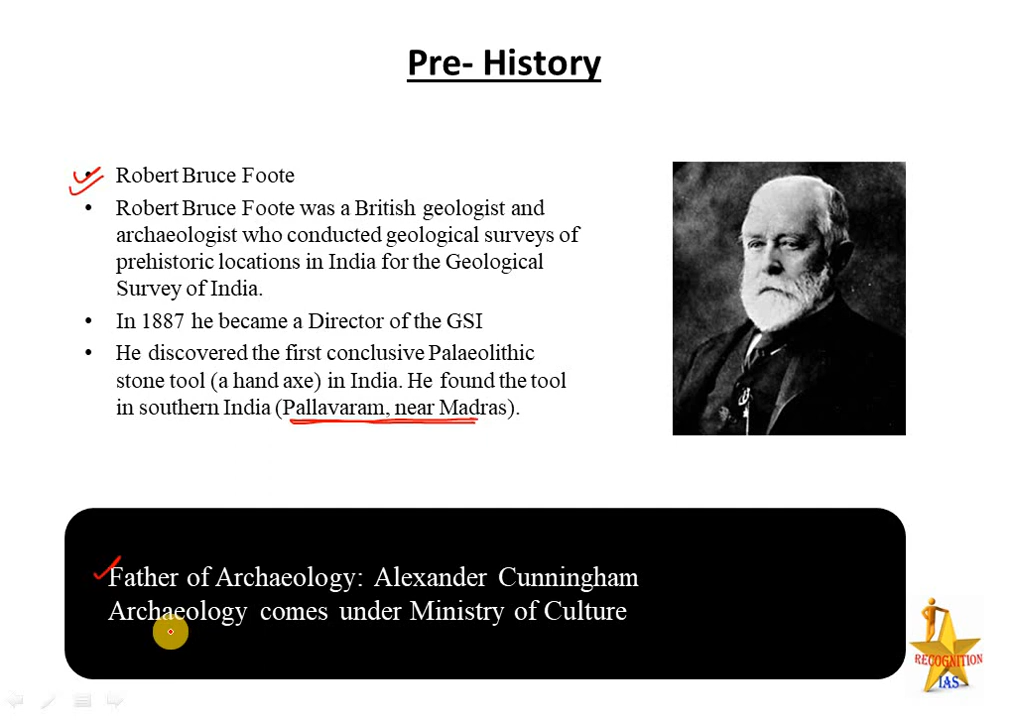 Pre- History
• Robert Bruce Foote
• Robert Bruce Foote was a British geologist and
archaeologist who conducted geological surveys of
prehistoric locations in India for the Geological
Survey of India.
• In 1887 he became a Director of the GSI
• He discovered the first conclusive Palaeolithic
stone tool (a hand axe) in India. He found the tool
in southern India (Pallavaram, near Madras).
Father of Archaeology: Alexander Cunningham
Archaeology comes under Ministry of Culture
RECOGNITION
IAS